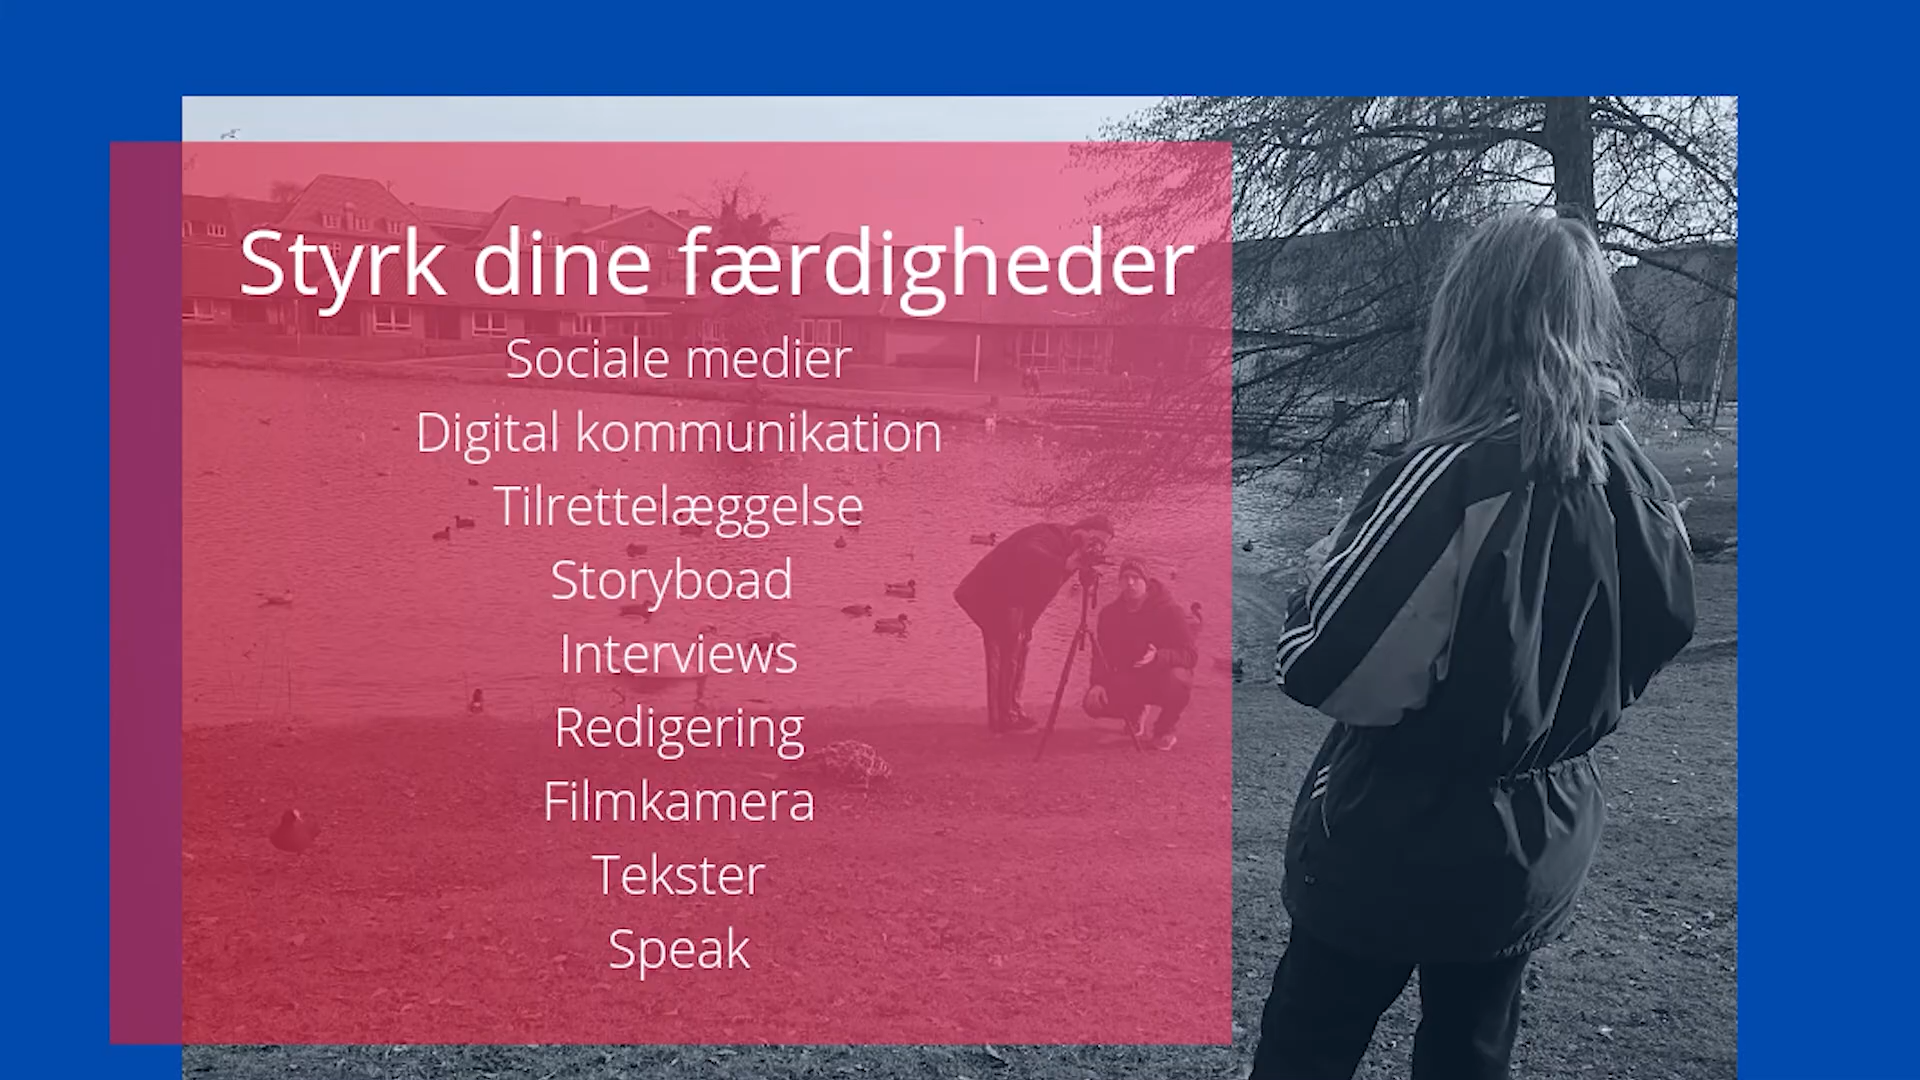 Styrk dine færdigheder
Sociale medier
Digital kommunikation
Tilrettelæggelse
Storyboad
Interviews
Redigering
Filmkamera
Tekster
Speak